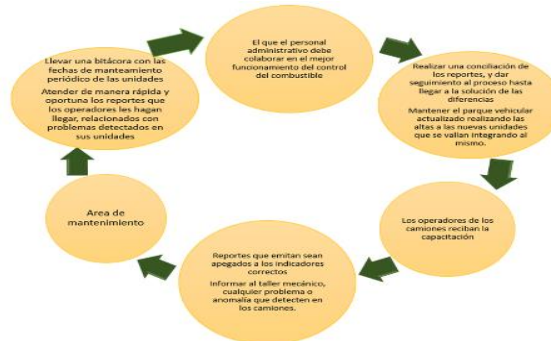 El que el personal
administrativo debe
colaborar en el mejor
funcionamiento del control
del combustible
Realizar una conciliación de
los reportes, y dar
seguimiento al proceso hasta
llegar a la solución de las
diferencias
Mantener el parque vehicular
actualizado realizando las
altas a las nuevas unidades
que se vallan integrando al
mismo.
Los operadores de los
camiones reciban la
capacitación
Reportes que emitan sean
apegados a los indicadores
correctos
Informar al taller mecánico,
cualquier problema o
anomalía que detecten en
los camiones.
Area de
mantenimiento
Llevar una bitácora con las
fechas de manteamiento
periódico de las unidades
Atender de manera rápida y
oportuna los reportes que
los operadores les hagan
llegar, relacionados con
problemas detectados en
sus unidades